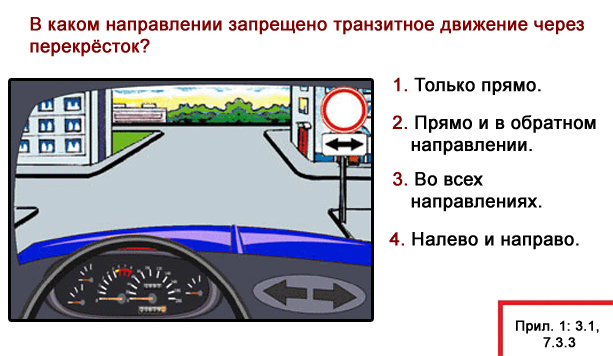 В каком направлении запрещено транзитное движение через
перекрёсток?
1. Только прямо.
2. Прямо и в обратном
направлении.
3. Во всех
направлениях.
4. Налево и направо.
Прил. 1: 3.1,
7.3.3